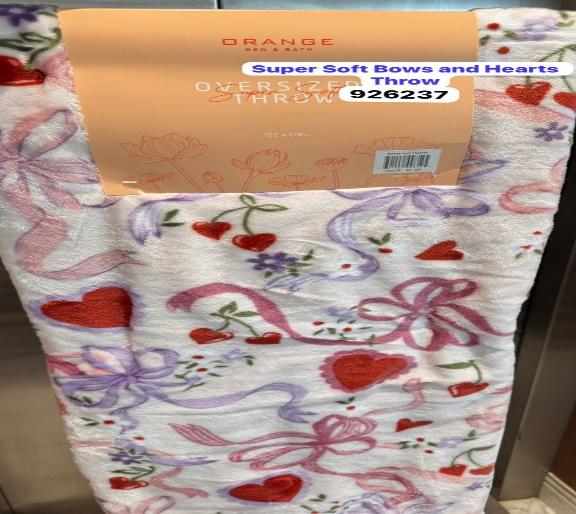 ORANGE
BED & BATH
Super Soft Bows and Hearts
Throw
OVERSIZED
THROW
926237